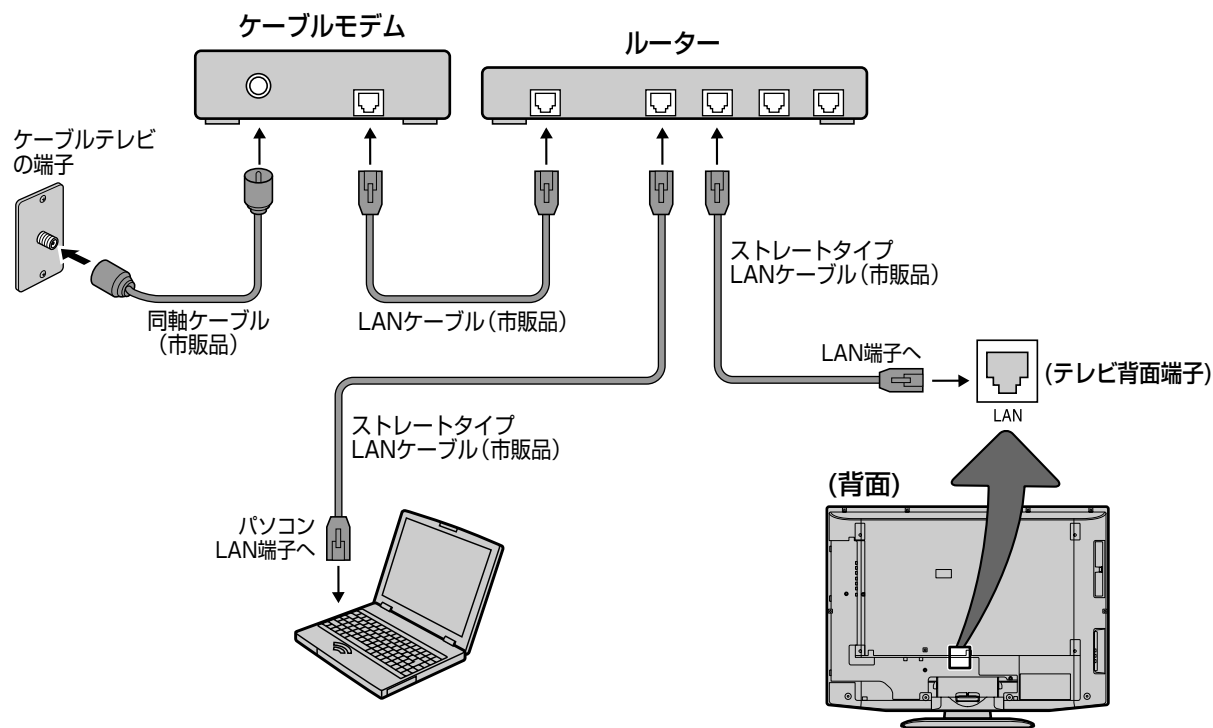 ケーブルモデム
ルーター
ケーブルテレビ
の端子
同軸ケーブル
（市販品）
LANケーブル（市販品）
ストレートタイプ
LANケーブル（市販品）
LAN端子へ
(テレビ背面端子)
LAN
ストレートタイプ
LANケーブル（市販品）
(背面)
パソコン
LAN端子へ